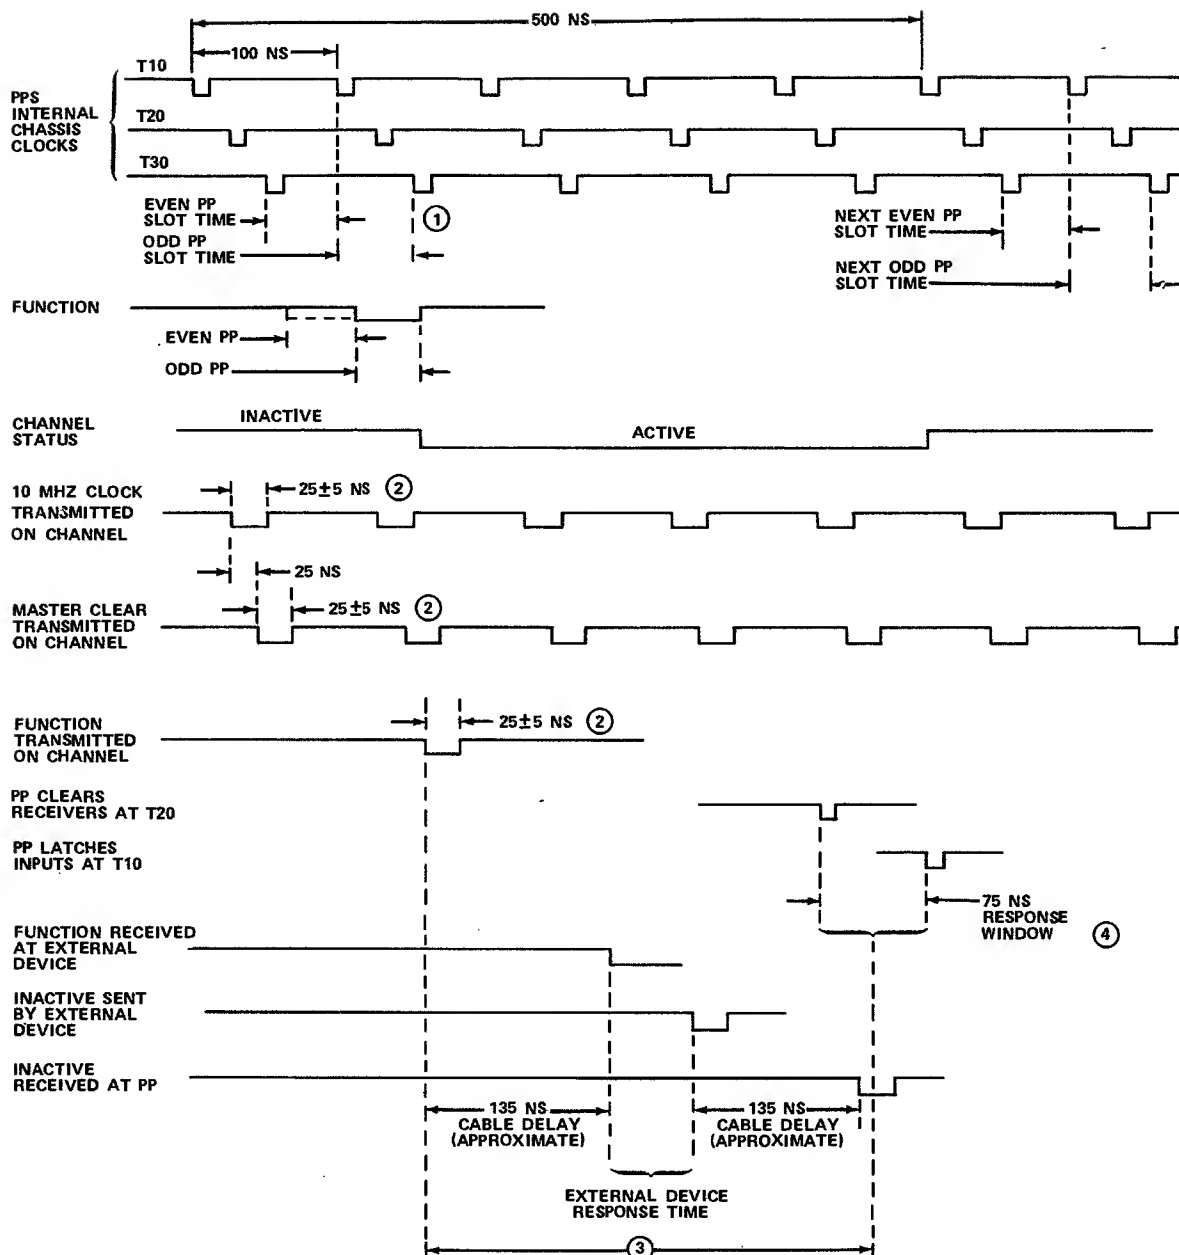 500 NS
100 NS
T10
PPS
INTERNAL
CHASSIS
CLOCKS
T20
T30
EVEN PP
SLOT TIME
1
ODD PP
SLOT TIME
NEXT EVEN PP
SLOT TIME
NEXT ODD PP
SLOT TIME
FUNCTION
EVEN PP
ODD PP
CHANNEL
STATUS
INACTIVE
ACTIVE
10 MHZ CLOCK
TRANSMITTED
ON CHANNEL
25±5 NS 2
25 NS
MASTER CLEAR
TRANSMITTED
ON CHANNEL
25±5 NS 2
FUNCTION
TRANSMITTED
ON CHANNEL
25±5 NS 2
PP CLEARS
RECEIVERS AT T20
PP LATCHES
INPUTS AT T10
75 NS
RESPONSE
WINDOW 4
FUNCTION RECEIVED
AT EXTERNAL
DEVICE
INACTIVE SENT
BY EXTERNAL
DEVICE
INACTIVE
RECEIVED AT PP
135 NS
CABLE DELAY
(APPROXIMATE)
135 NS
CABLE DELAY
(APPROXIMATE)
EXTERNAL DEVICE
RESPONSE TIME
3